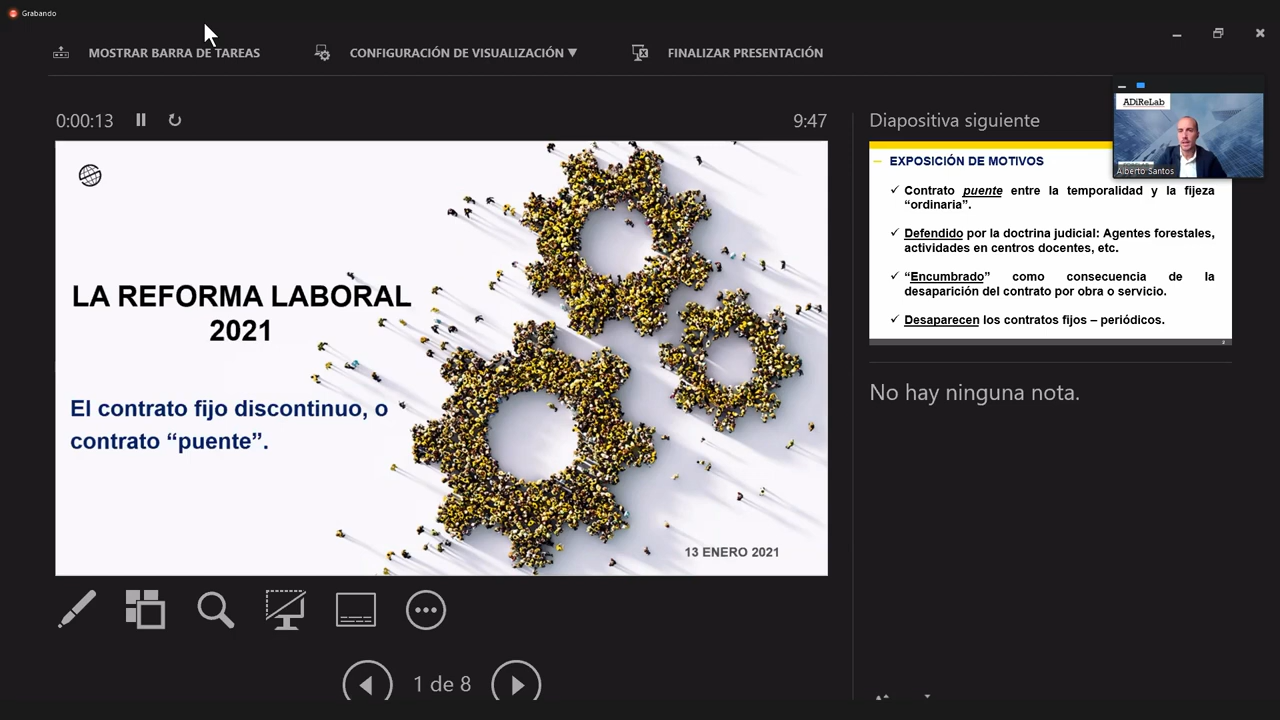 Grabando
MOSTRAR BARRA DE TAREAS
CONFIGURACIÓN DE VISUALIZACIÓN ▼
FINALIZAR PRESENTACIÓN
0:00:13
9:47
LA REFORMA LABORAL
2021
El contrato fijo discontinuo, o
contrato “puente”.
13 ENERO 2021
1 de 8
Diapositiva siguiente
ADiReLab
Alberto Santos
EXPOSICIÓN DE MOTIVOS
✓ Contrato puente entre la temporalidad y la fijeza
“ordinaria”.
✓ Defendido por la doctrina judicial: Agentes forestales,
actividades en centros docentes, etc.
✓ “Encumbrado” como consecuencia de la
desaparición del contrato por obra o servicio.
✓ Desaparecen los contratos fijos – periódicos.
No hay ninguna nota.